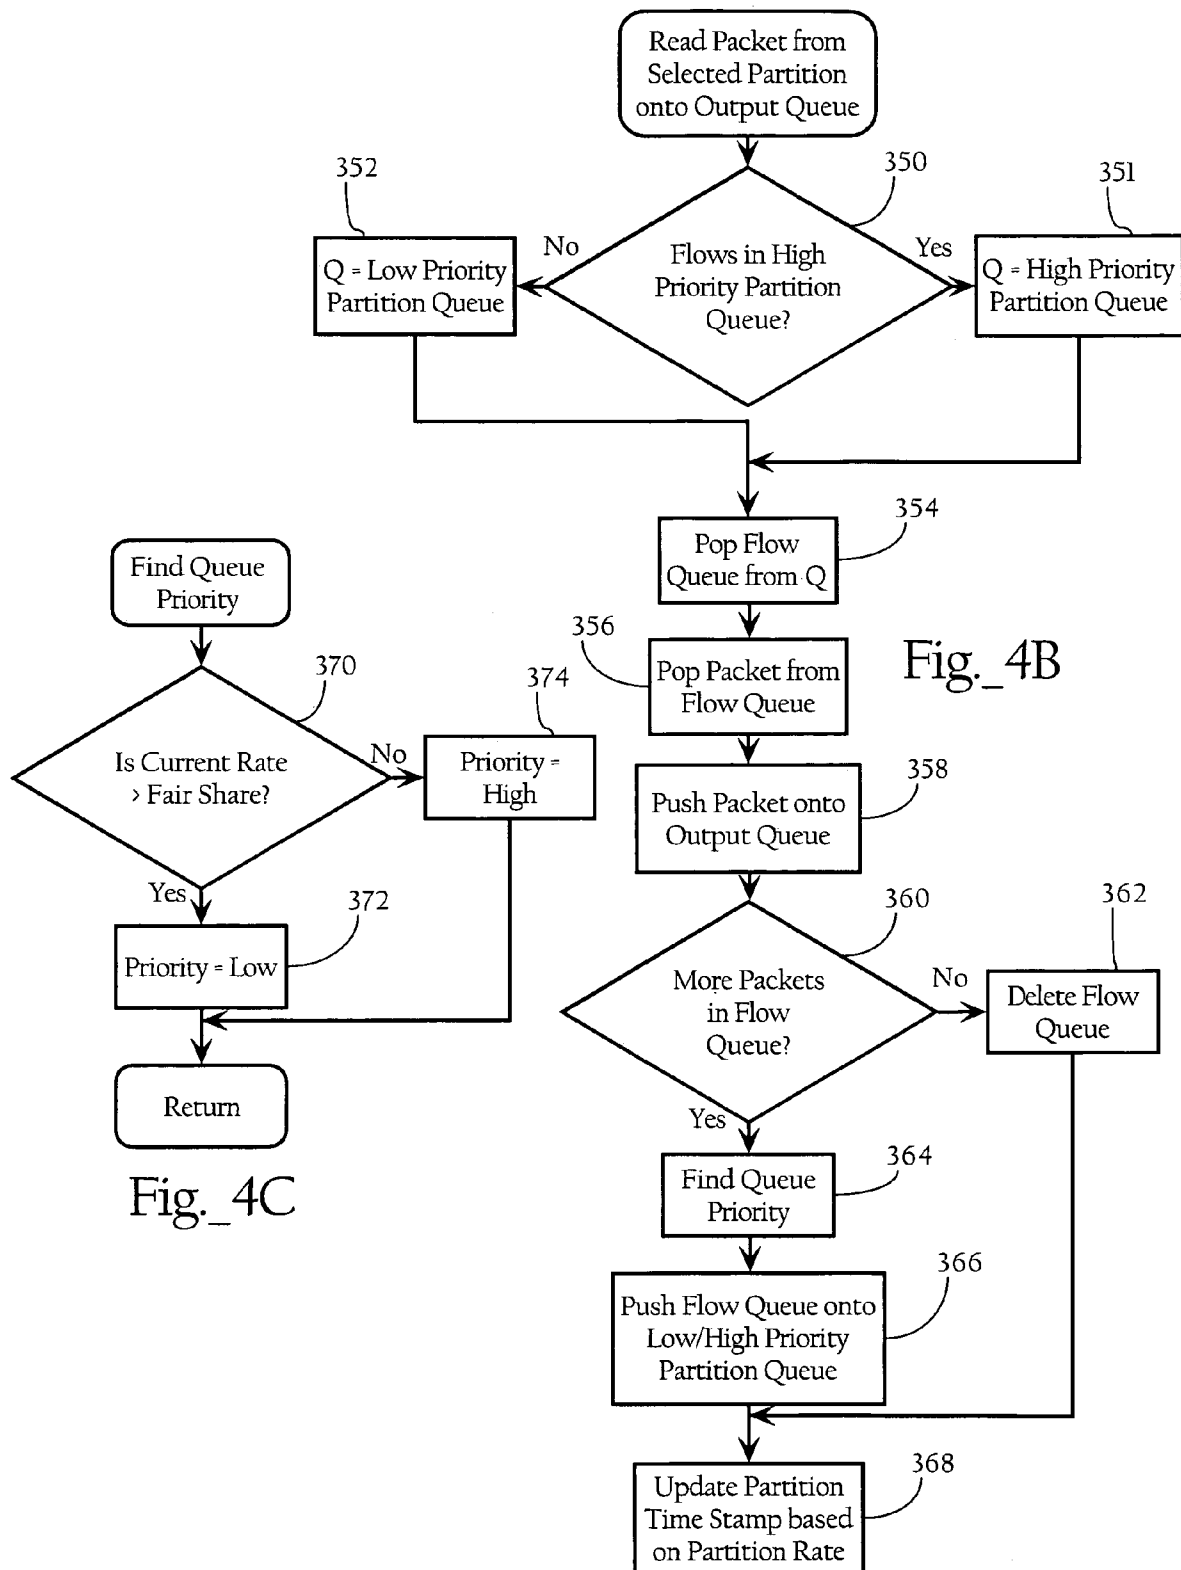 Read Packet from
Selected Partition
onto Output Queue
352
350
351
No
Yes
Q = Low Priority
Partition Queue
Flows in High
Priority Partition
Queue?
Q = High Priority
Partition Queue
354
Pop Flow
Queue from Q
Find Queue
Priority
356
Pop Packet from
Flow Queue
Fig._4B
370
374
Is Current Rate
> Fair Share?
No
Priority =
High
358
Push Packet onto
Output Queue
Yes
372
Priority = Low
360
362
More Packets
in Flow
Queue?
No
Delete Flow
Queue
Return
Yes
Fig._4C
364
Find Queue
Priority
366
Push Flow Queue onto
Low/High Priority
Partition Queue
368
Update Partition
Time Stamp based
on Partition Rate